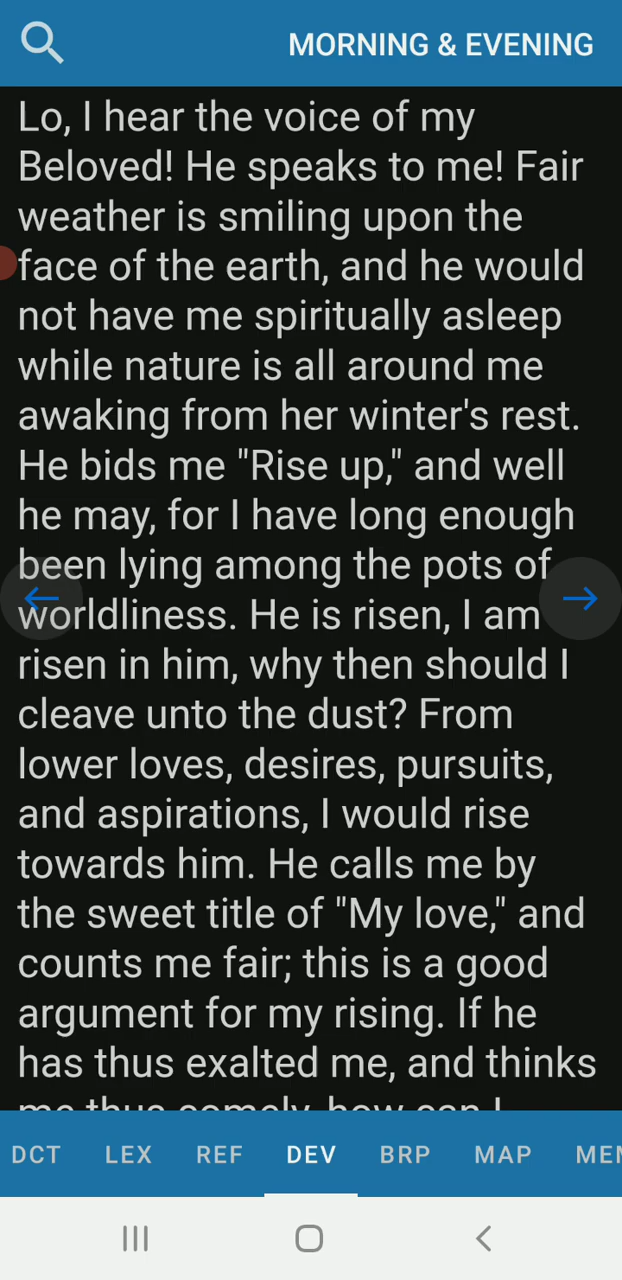 MORNING & EVENING
Lo, I hear the voice of my
Beloved! He speaks to me! Fair
weather is smiling upon the
face of the earth, and he would
not have me spiritually asleep
while nature is all around me
awaking from her winter's rest.
He bids me "Rise up," and well
he may, for I have long enough
been lying among the pots of
worldliness. He is risen, I am
risen in him, why then should I
cleave unto the dust? From
lower loves, desires, pursuits,
and aspirations, I would rise
towards him. He calls me by
the sweet title of "My love," and
counts me fair; this is a good
argument for my rising. If he
has thus exalted me, and thinks
me thus comely, how can I
DCT LEX REF DEV BRP MAP